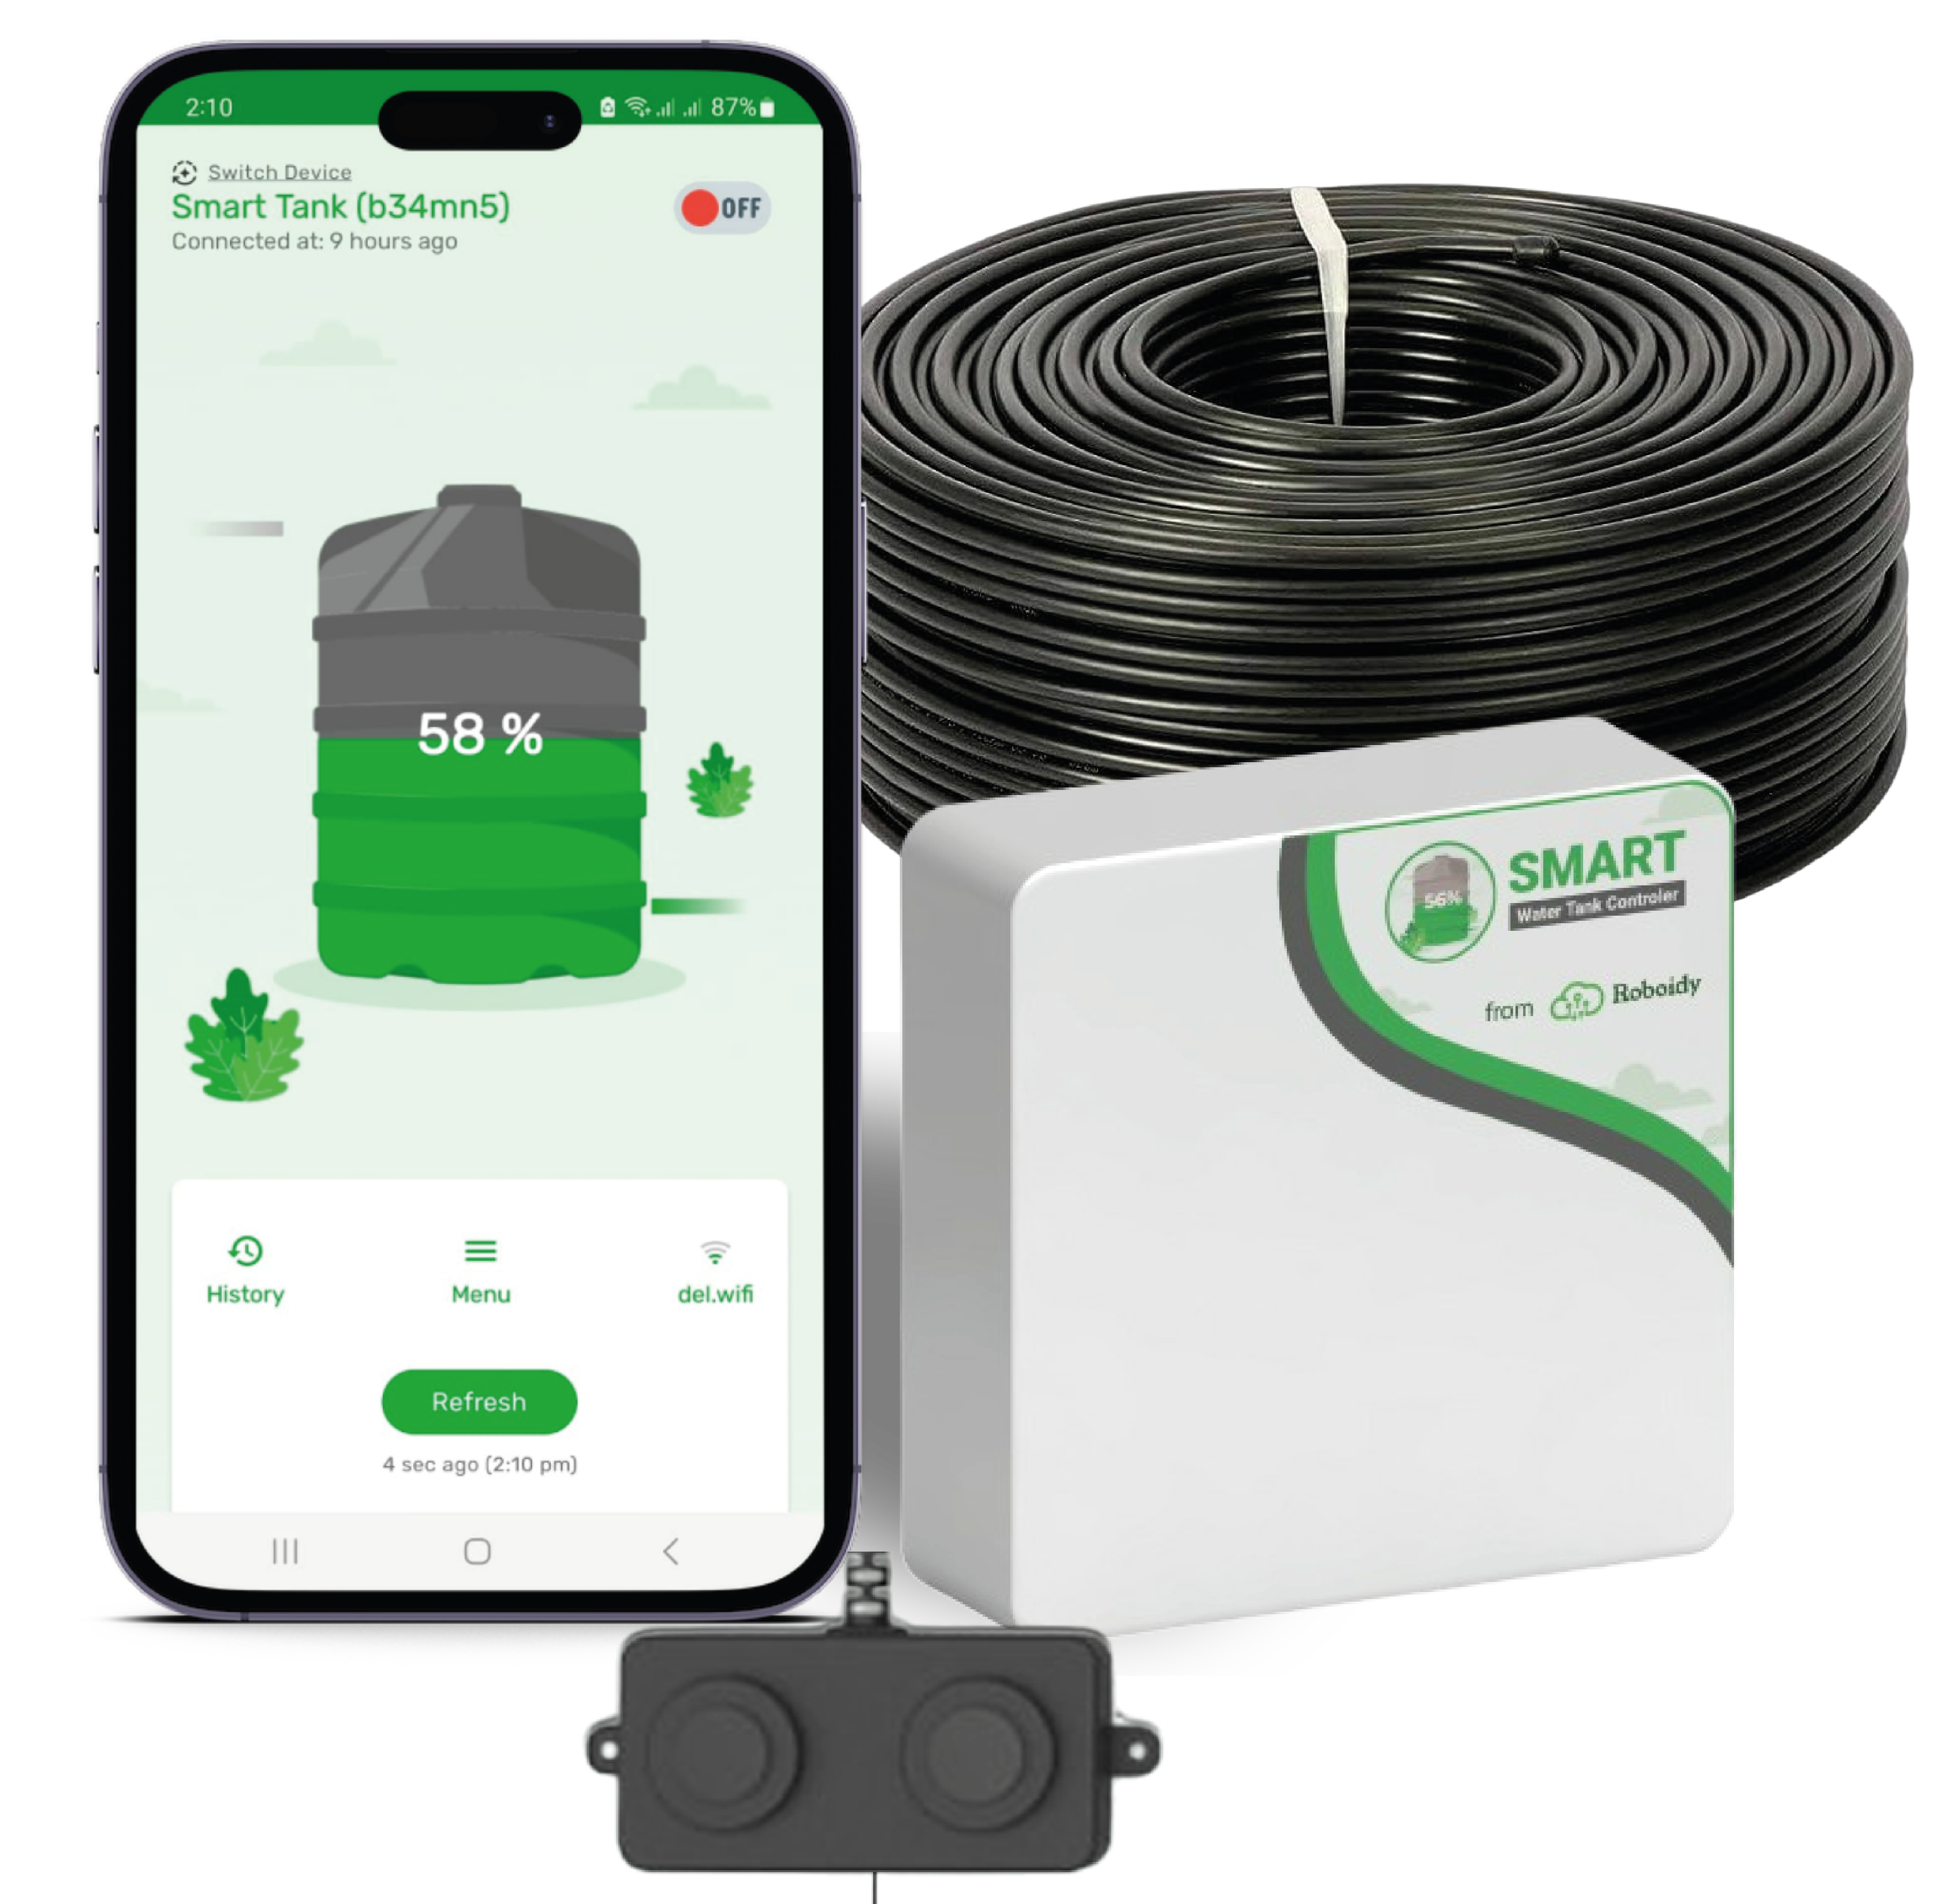 2:10
87%
Switch Device
Smart Tank (b34mn5)
OFF
Connected at: 9 hours ago
58 %
History
Menu
del.wifi
Refresh
4 sec ago (2:10 pm)
56%
SMART
Water Tank Controler
from Roboidy